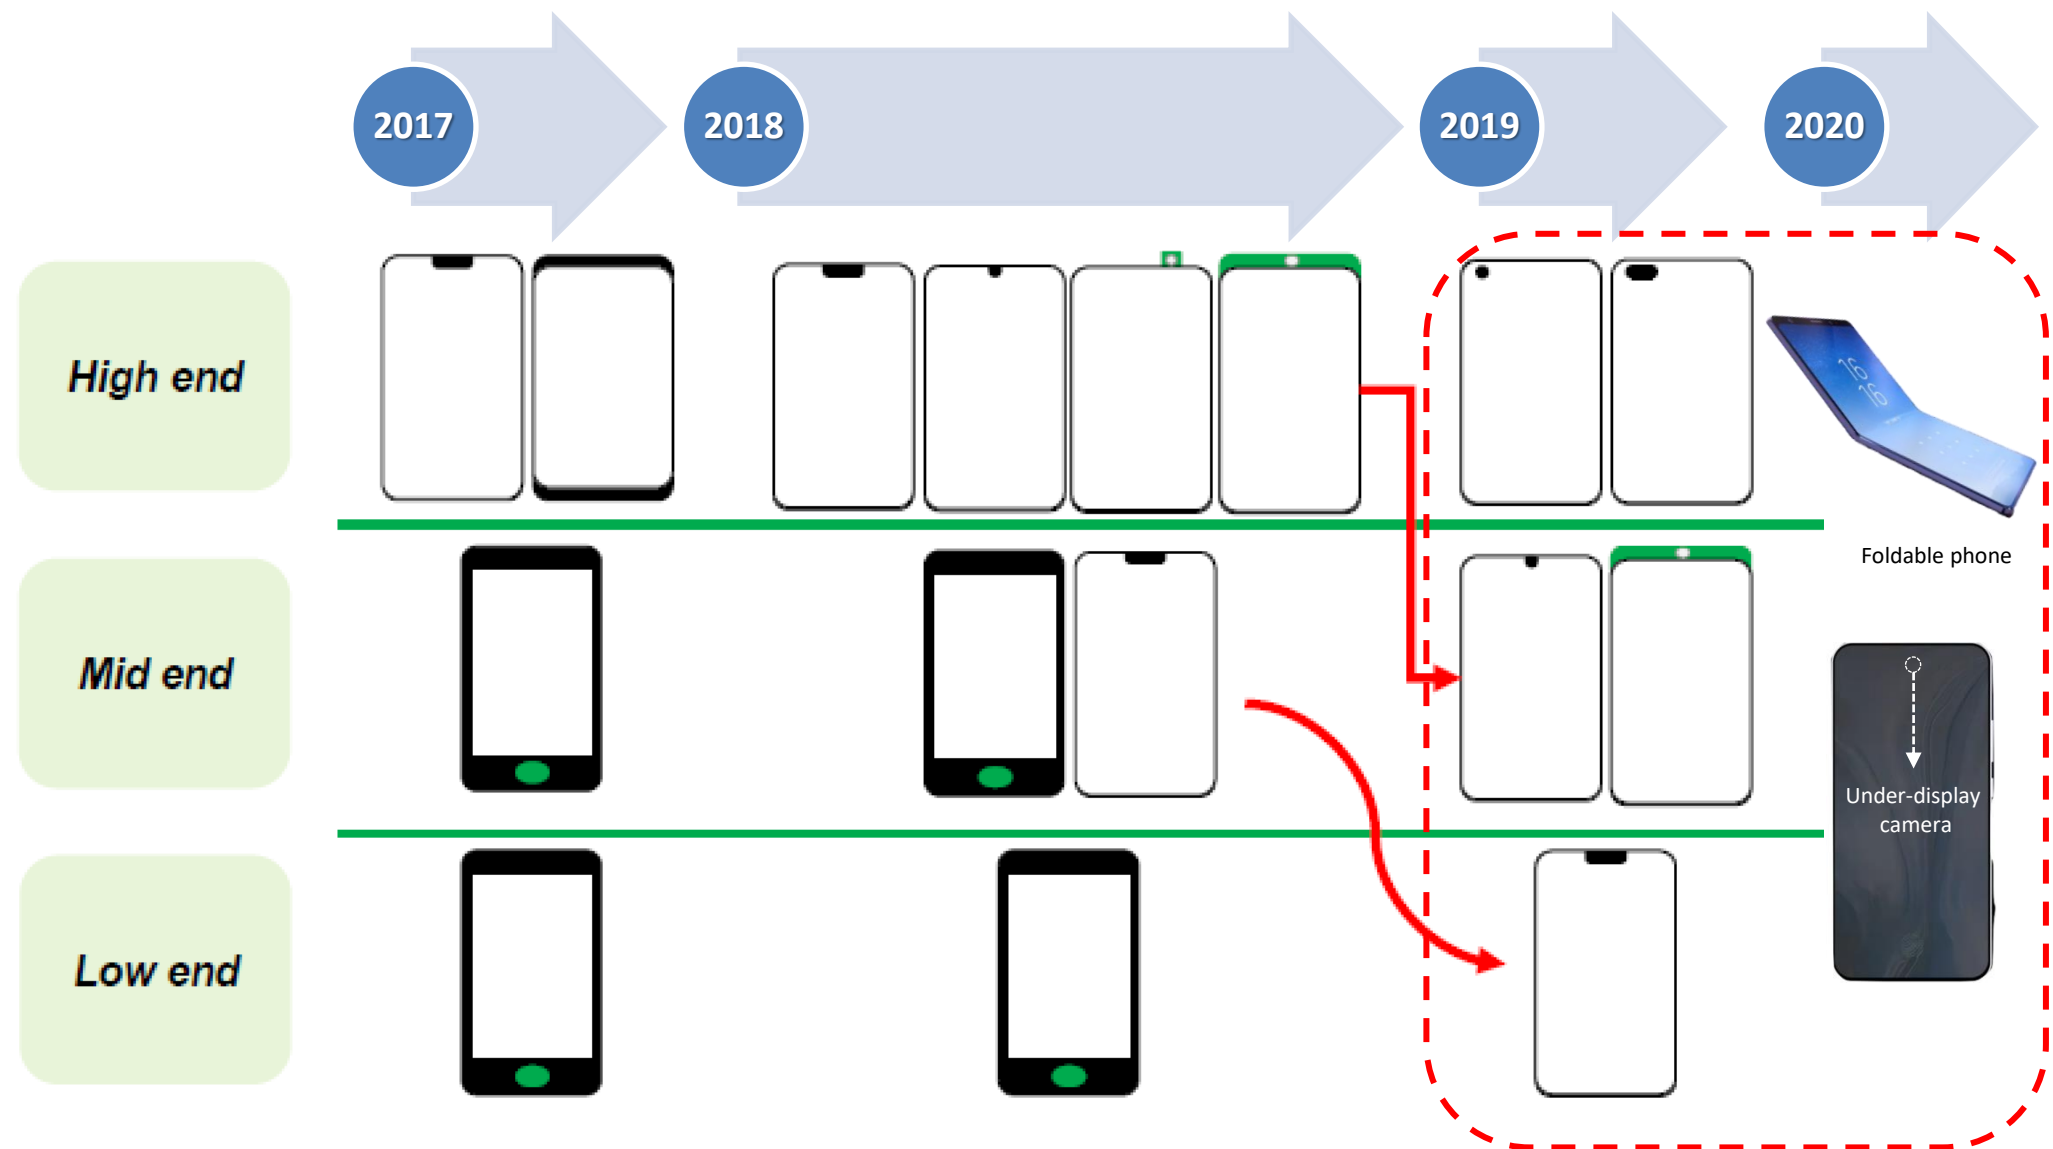 2017
2018
2019
2020
High end
Foldable phone
Mid end
Under-display
camera
Low end